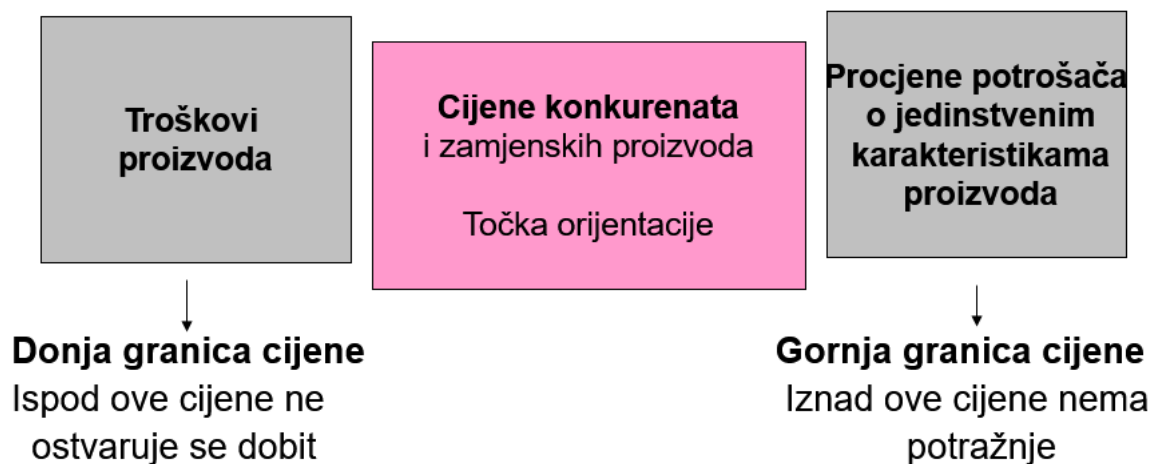 Troškovi
proizvoda
Cijene konkurenata
i zamjenskih proizvoda
Točka orijentacije
Procjene potrošača
o jedinstvenim
karakteristikama
proizvoda
Donja granica cijene
Ispod ove cijene ne
ostvaruje se dobit
Gornja granica cijene
Iznad ove cijene nema
potražnje